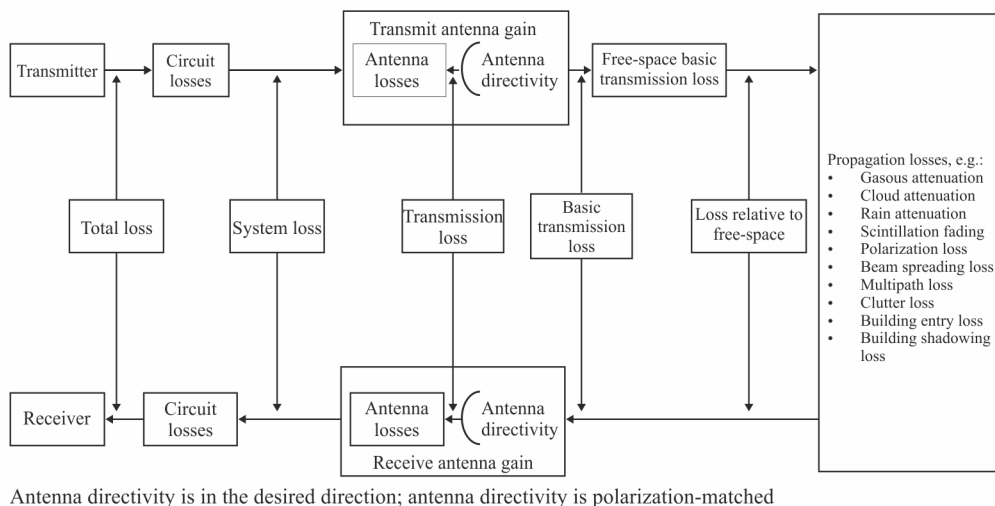 Transmit antenna gain
Transmitter
Circuit
losses
Antenna
losses
Antenna
directivity
Free-space basic
transmission loss
Propagation losses, e.g.:
• Gasous attenuation
• Cloud attenuation
• Rain attenuation
• Scintillation fading
• Polarization loss
• Beam spreading loss
• Multipath loss
• Clutter loss
• Building entry loss
• Building shadowing
loss
Total loss
System loss
Transmission
loss
Basic
transmission
loss
Loss relative to
free-space
Receiver
Circuit
losses
Antenna
losses
Antenna
directivity
Receive antenna gain
Antenna directivity is in the desired direction; antenna directivity is polarization-matched